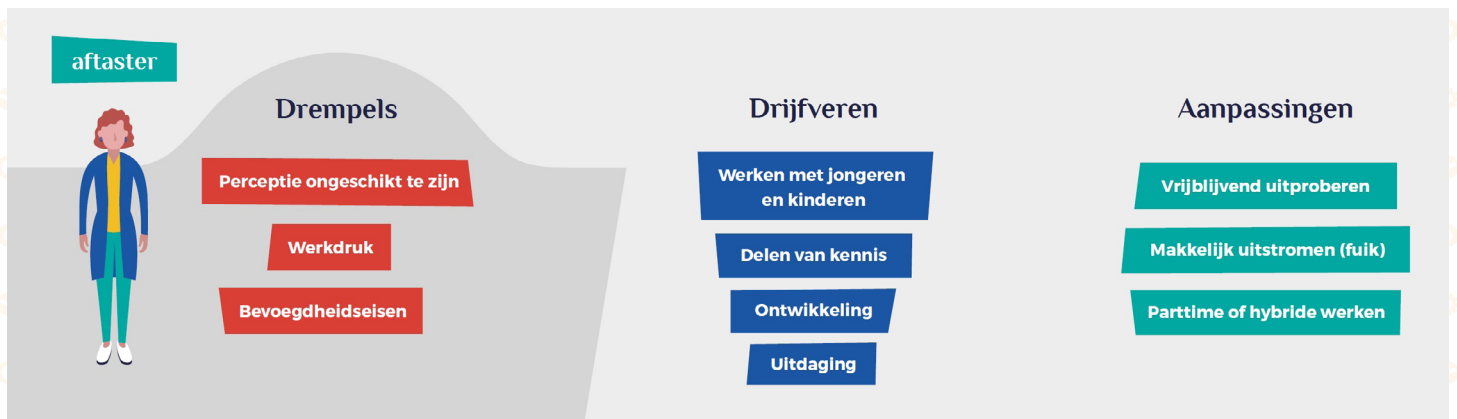 aftaster
Drempels
Perceptie ongeschikt te zijn
Werkdruk
Bevoegdheidseisen
Drijfveren
Werken met jongeren
en kinderen
Delen van kennis
Ontwikkeling
Uitdaging
Aanpassingen
Vrijblijvend uitproberen
Makkelijk uitstromen (fuik)
Parttime of hybride werken